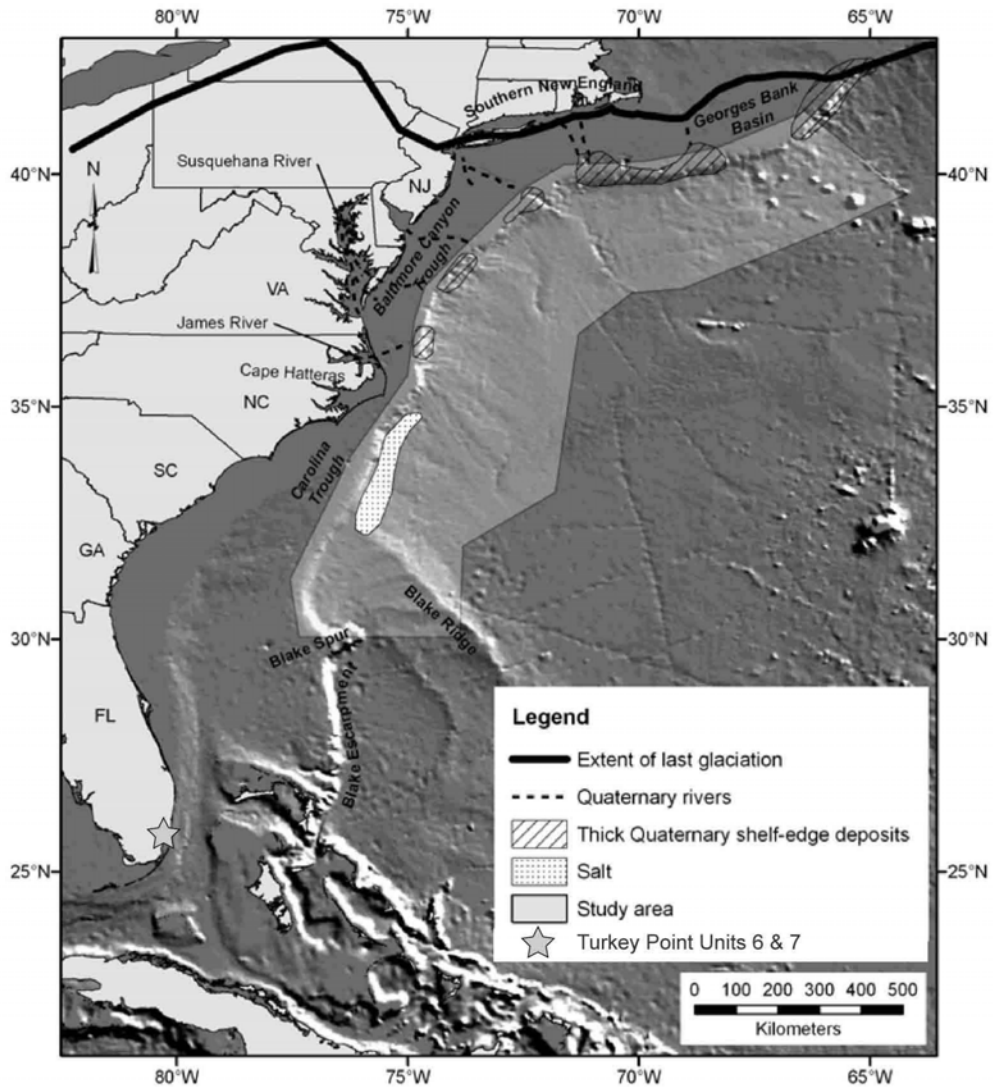 80°W 75°W 70°W 65°W
Southern New England
Georges Bank
Basin
Susquehana River
N
40°N 40°N
NJ
Baltimore Canyon
Trough
VA
James River
Cape Hatteras
35°N 35°N
NC
Carolina
Trough
SC
GA
Blake Ridge
30°N 30°N
Blake Spur
Blake Escarpment
FL
25°N 25°N
Legend
Extent of last glaciation
Quaternary rivers
Thick Quaternary shelf-edge deposits
Salt
Study area
Turkey Point Units 6 & 7
0 100 200 300 400 500
Kilometers
80°W 75°W 70°W 65°W